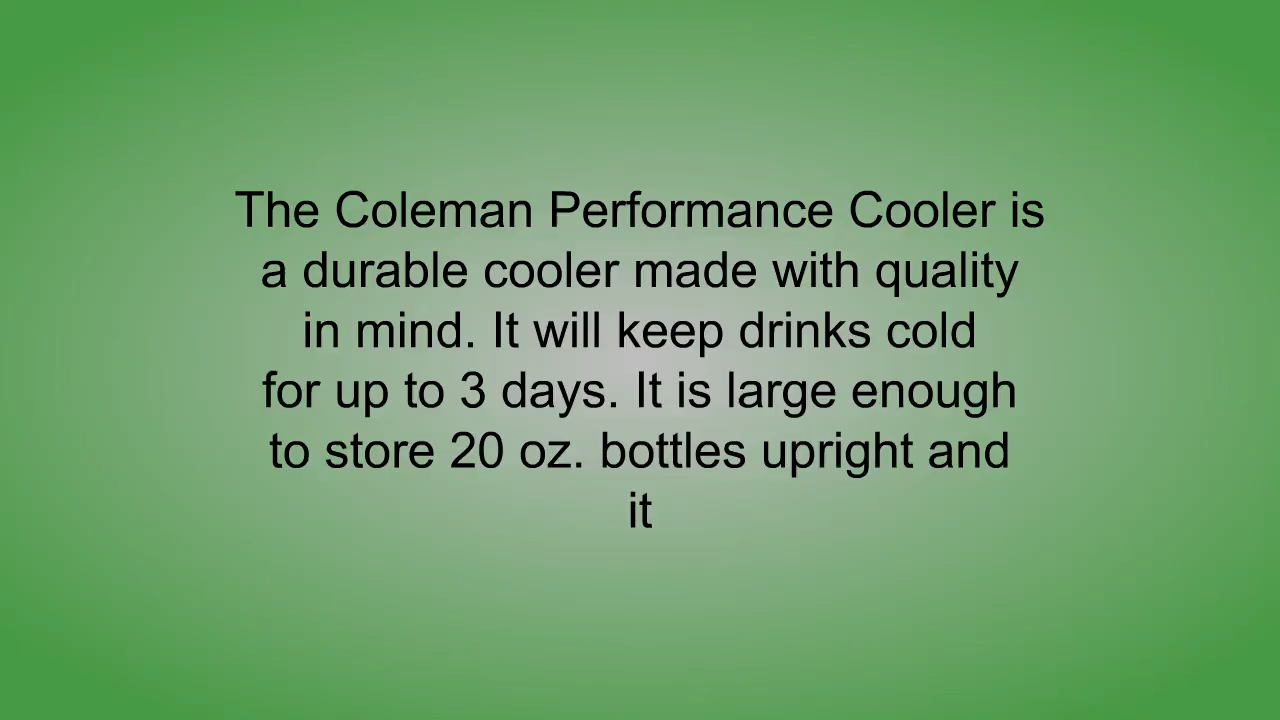 The Coleman Performance Cooler is
a durable cooler made with quality
in mind. It will keep drinks cold
for up to 3 days. It is large enough
to store 20 oz. bottles upright and
it